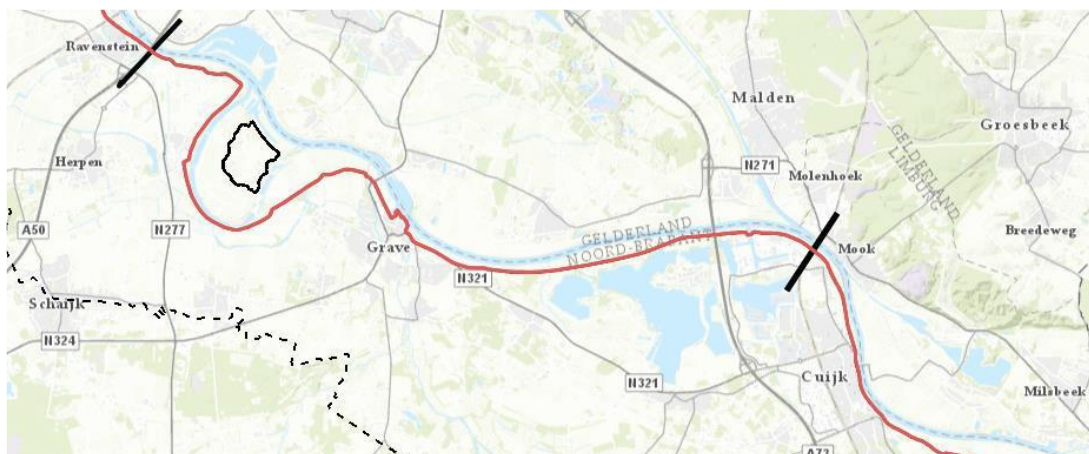 Ravenstein
Malden
Groesbeek
Herpen
N271
Molenhoek
GELDERLAND
LIMBURG
A50
N277
Grave
GELDERLAND
NOORD-BRABANT
Mook
Breedeweg
N321
Schaijk
N324
N321
Cuijk
Milsbeek
A73